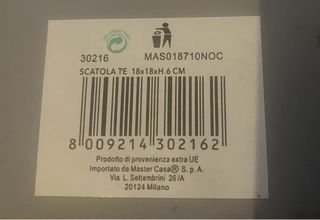 30216 MAS018710NOC
SCATOLA TE 18x18xH.6 CM
8 009214 302162
Prodotto di provenienza extra UE
Importato da Master Casa® S. p. A.
Via L. Settembrini 26 /A
20124 Milano